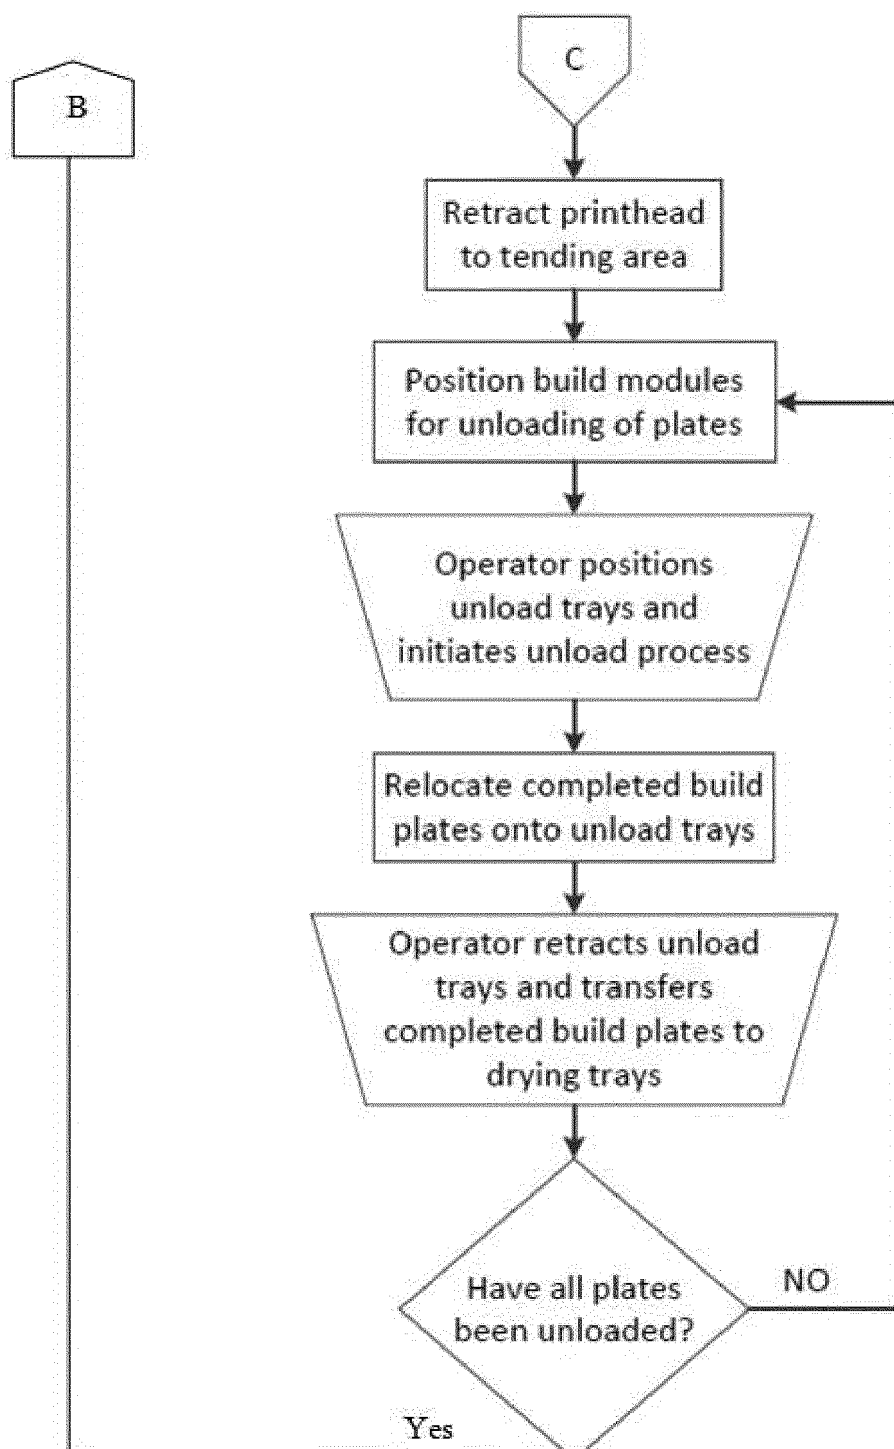 C
B
Retract printhead
to tending area
Position build modules
for unloading of plates
Operator positions
unload trays and
initiates unload process
Relocate completed build
plates onto unload trays
Operator retracts unload
trays and transfers
completed build plates to
drying trays
Have all plates
been unloaded?
NO
Yes